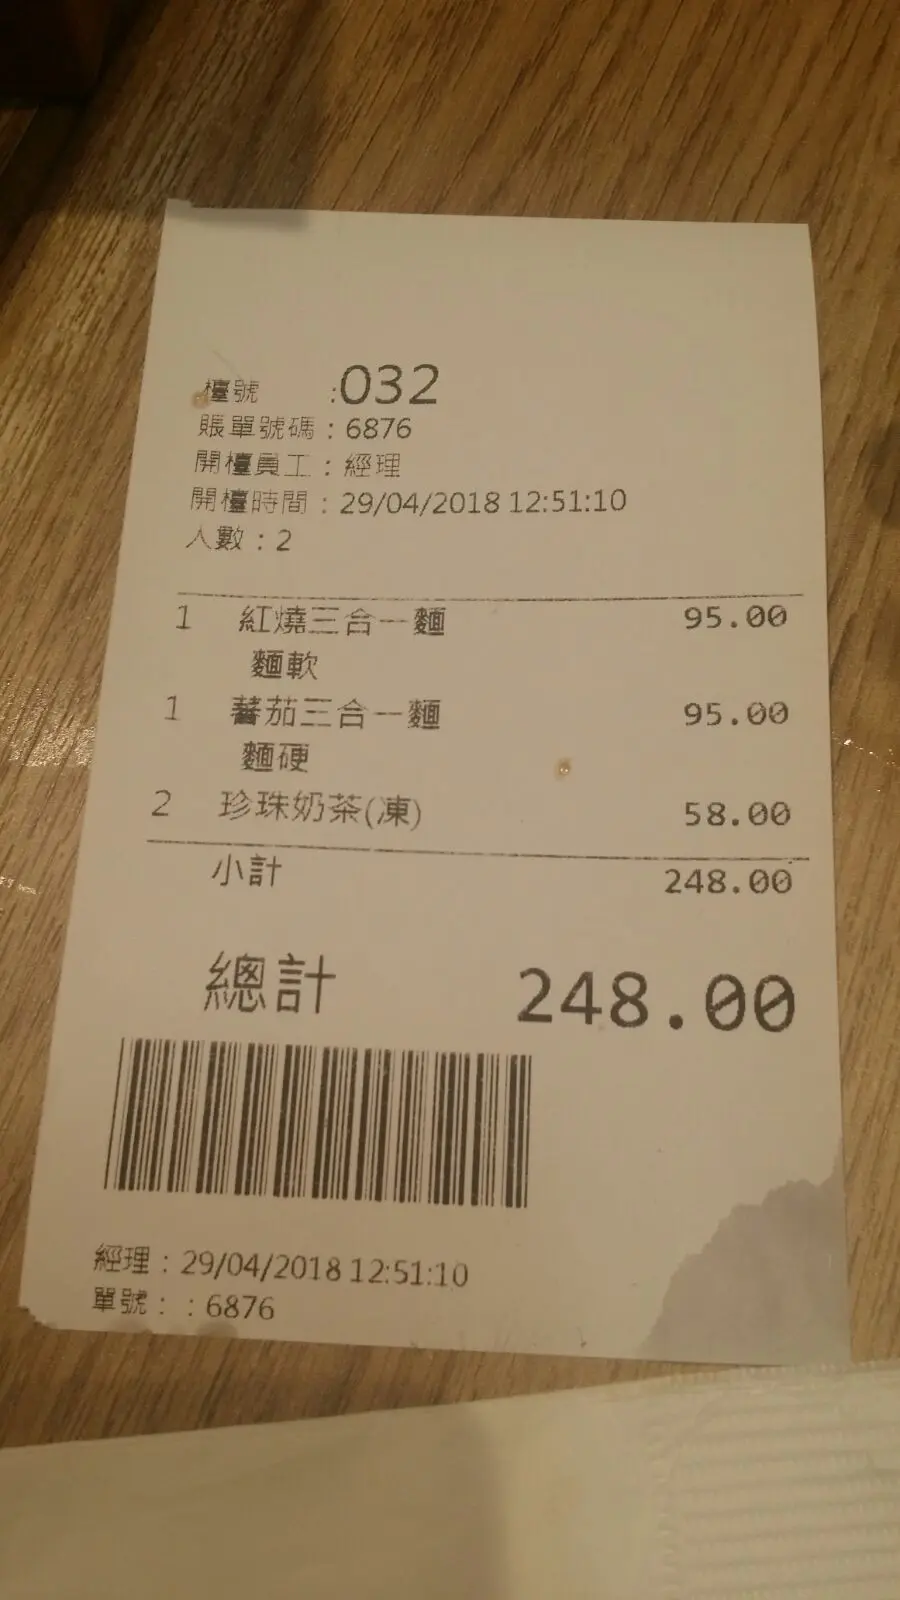 檯號 :032
賬單號碼：6876
開檯員工：經理
開檯時間：29/04/2018 12:51:10
人數：2
1 紅燒三合一麵 95.00
麵軟
1 蕃茄三合一麵 95.00
麵硬
2 珍珠奶茶(凍) 58.00
小計 248.00
總計 248.00
經理：29/04/2018 12:51:10
單號：：6876